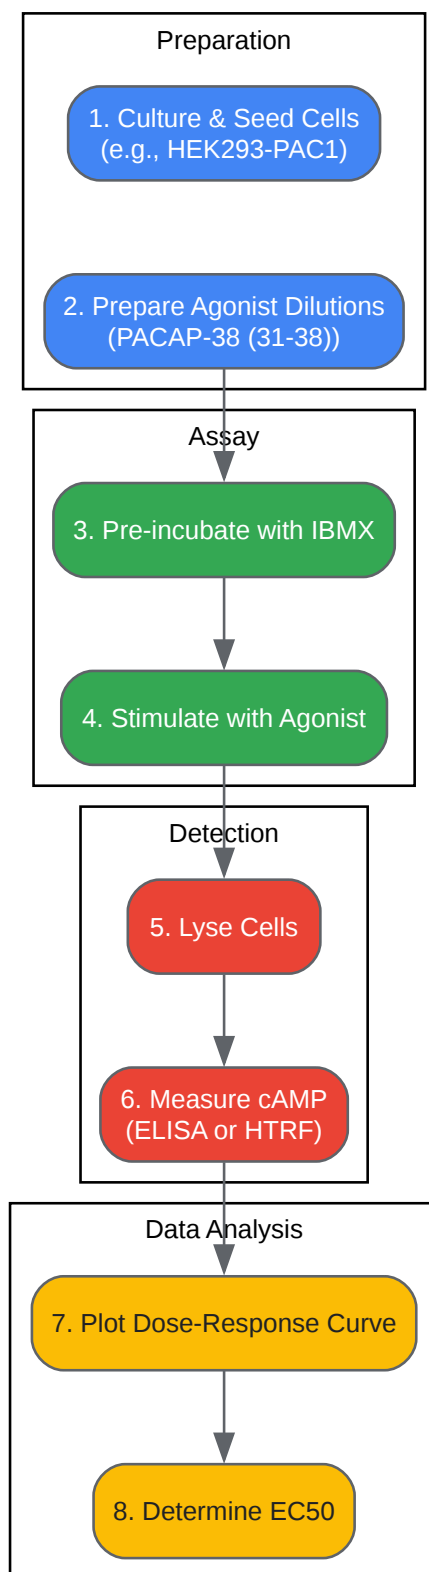 Preparation
1. Culture & Seed Cells
(e.g., HEK293-PAC1)
2. Prepare Agonist Dilutions
(PACAP-38 (31-38))
Assay
3. Pre-incubate with IBMX
4. Stimulate with Agonist
Detection
5. Lyse Cells
6. Measure cAMP
(ELISA or HTRF)
Data Analysis
7. Plot Dose-Response Curve
8. Determine EC50